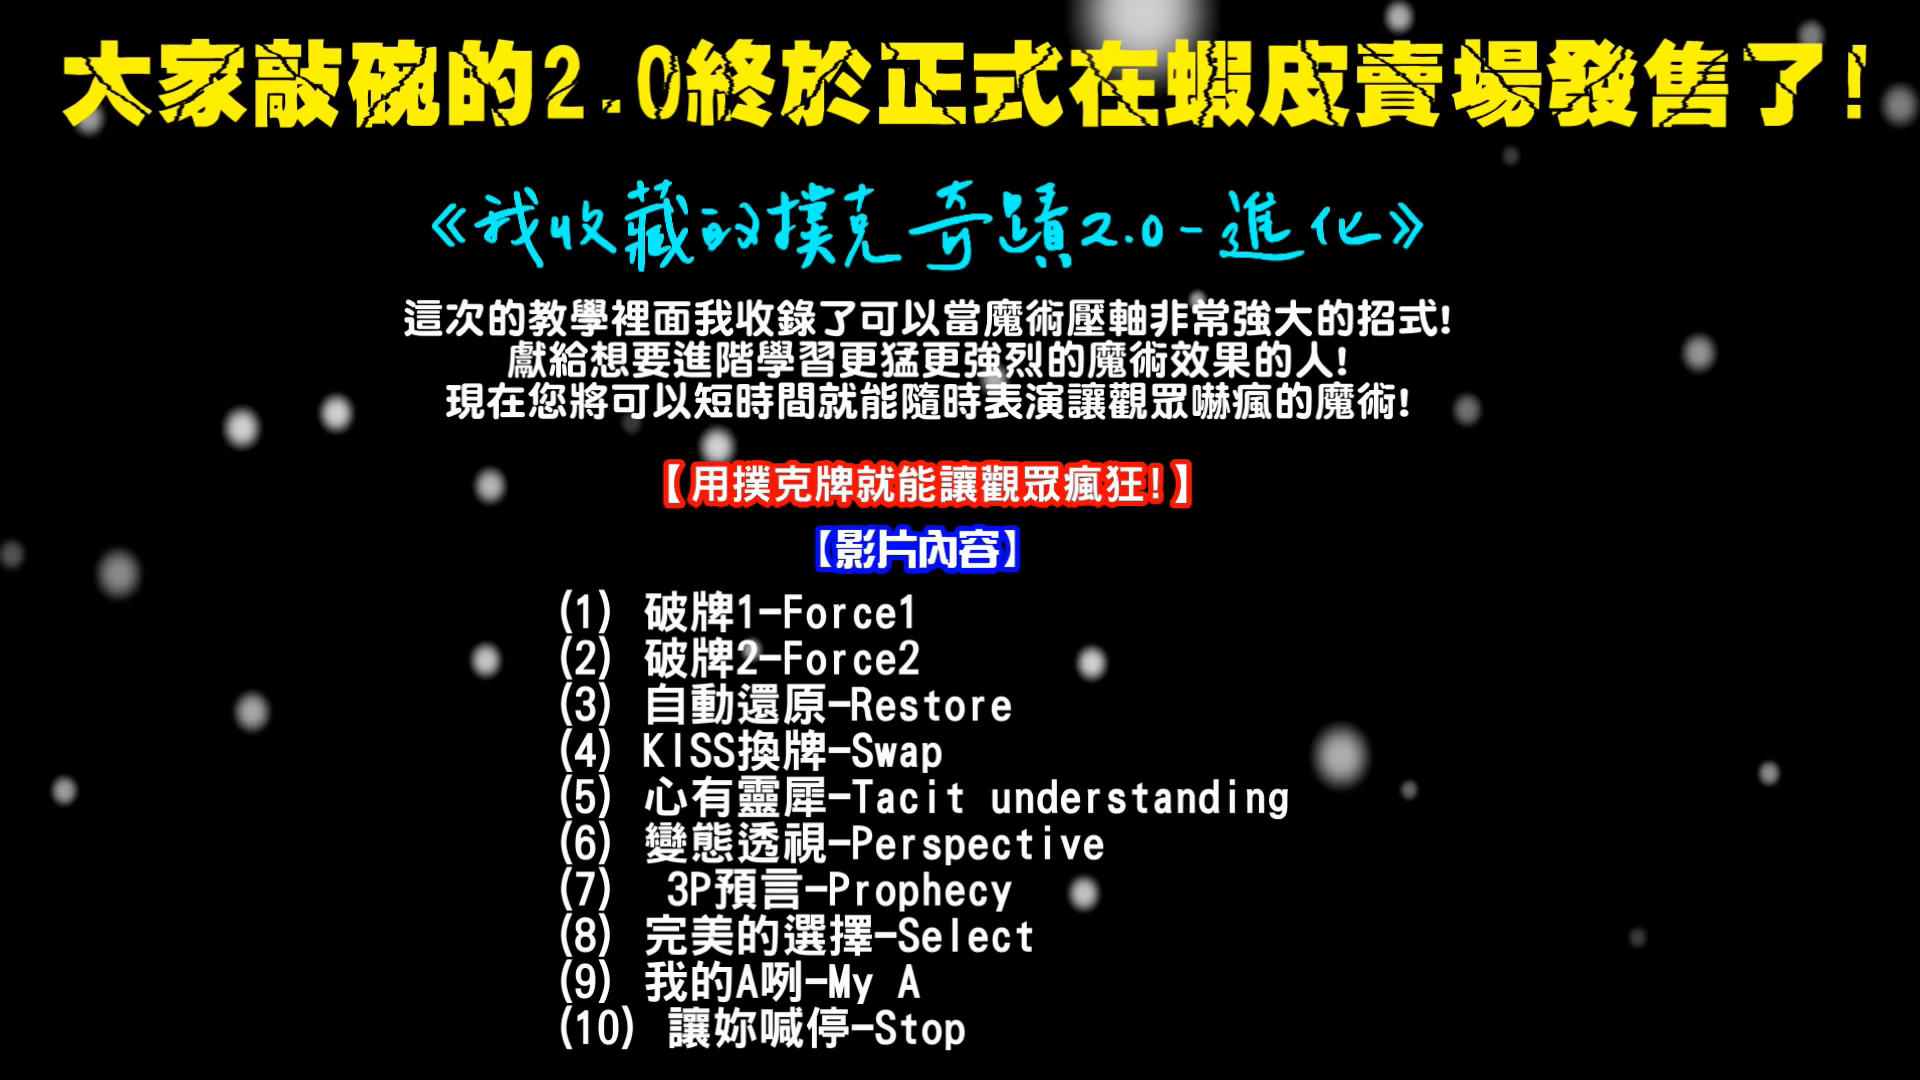 大家敲碗的2.0終於正式在蝦皮賣場發售了!
《我收藏的撲克奇蹟2.0-進化》
這次的教學裡面我收錄了可以當魔術壓軸非常強大的招式!
獻給想要進階學習更猛更強烈的魔術效果的人!
現在您將可以短時間就能隨時表演讓觀眾嚇瘋的魔術!
【用撲克牌就能讓觀眾瘋狂!】
【影片內容】
(1) 破牌1-Force1
(2) 破牌2-Force2
(3) 自動還原-Restore
(4) KISS換牌-Swap
(5) 心有靈犀-Tacit understanding
(6) 變態透視-Perspective
(7) 3P預言-Prophecy
(8) 完美的選擇-Select
(9) 我的A咧-My A
(10) 讓妳喊停-Stop